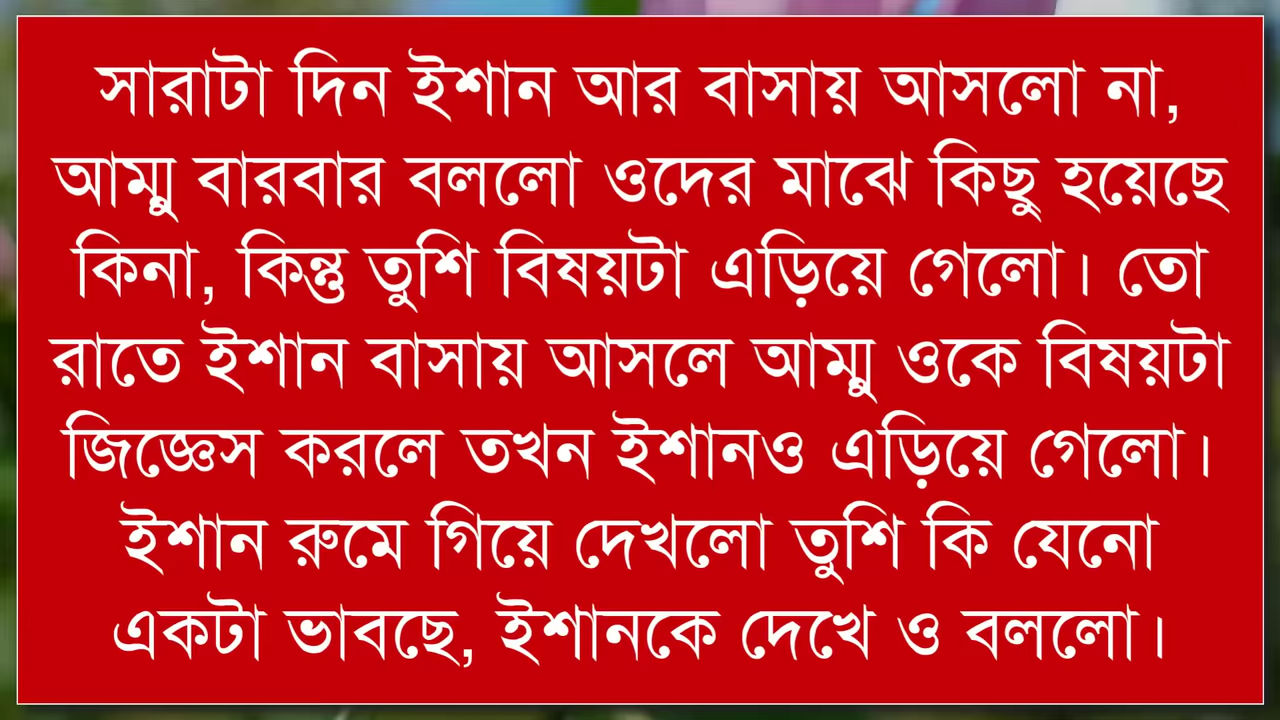 সারাটা দিন ইশান আর বাসায় আসলো না,
আম্মু বারবার বললো ওদের মাঝে কিছু হয়েছে
কিনা, কিন্তু তুশি বিষয়টা এড়িয়ে গেলো। তো
রাতে ইশান বাসায় আসলে আম্মু ওকে বিষয়টা
জিজ্ঞেস করলে তখন ইশানও এড়িয়ে গেলো।
ইশান রুমে গিয়ে দেখলো তুশি কি যেনো
একটা ভাবছে, ইশানকে দেখে ও বললো।